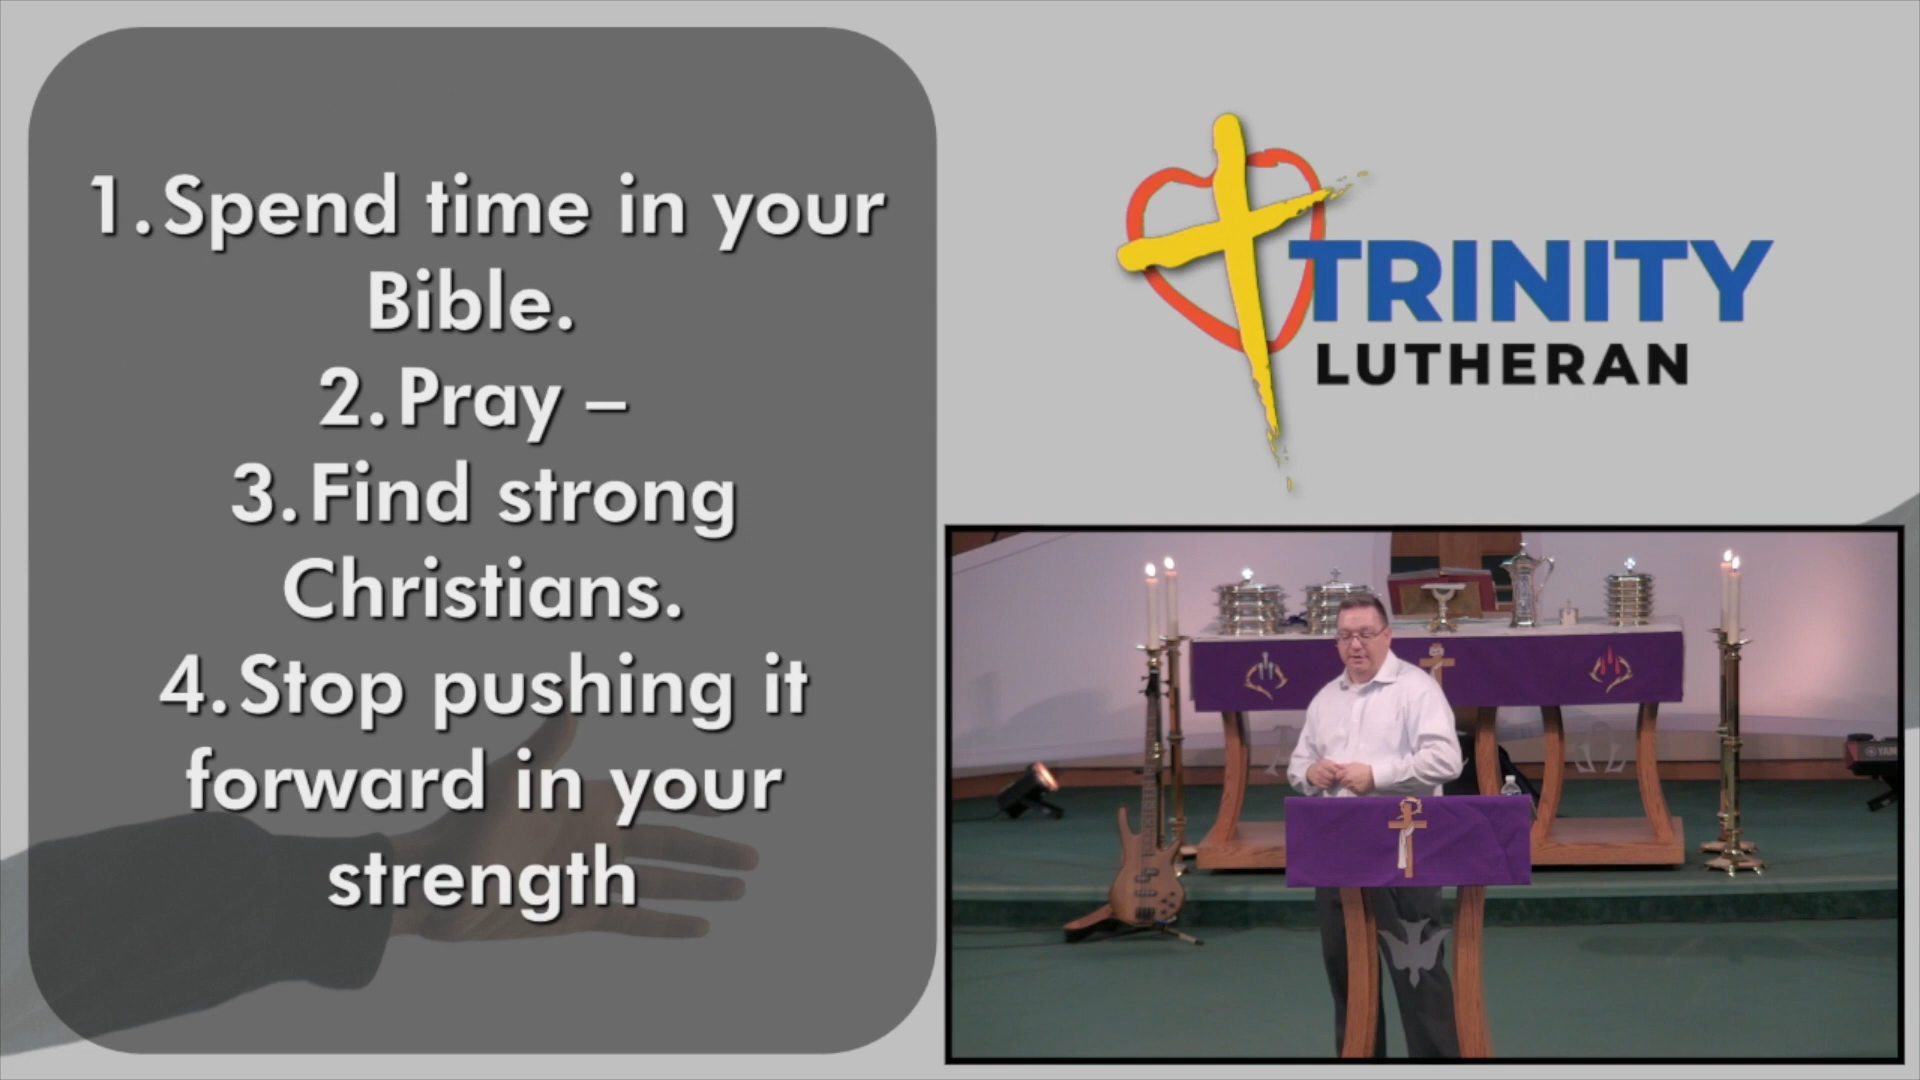 1. Spend time in your
Bible.
2. Pray –
3. Find strong
Christians.
4. Stop pushing it
forward in your
strength
TRINITY
LUTHERAN